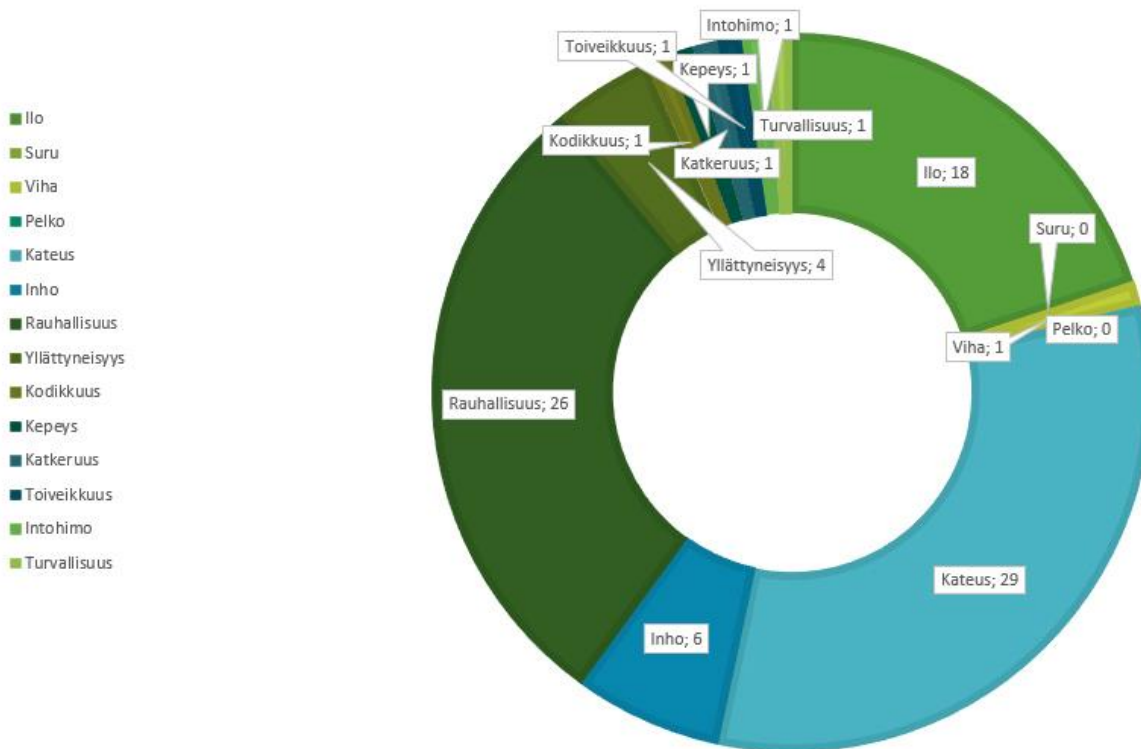 Ilo
Suru
Viha
Pelko
Kateus
Inho
Rauhallisuus
Yllättyneisyys
Kodikkuus
Kepeys
Katkeruus
Toiveikkuus
Intohimo
Turvallisuus
Intohimo; 1
Toiveikkuus; 1
Kepeys; 1
Turvallisuus; 1
Kodikkuus; 1
Katkeruus; 1
Ilo; 18
Suru; 0
Yllättyneisyys; 4
Pelko; 0
Viha; 1
Rauhallisuus; 26
Kateus; 29
Inho; 6